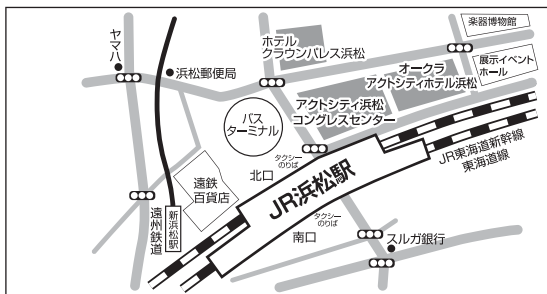 楽器博物館
ヤマハ
ホテル
クラウンパレス浜松
浜松郵便局
オークラ
アクトシティホテル浜松
展示イベント
ホール
アクトシティ浜松
コングレスセンター
バス
ターミナル
タクシー
のりば
北口
JR浜松駅
JR東海道新幹線
東海道線
遠鉄
百貨店
遠州鉄道
新浜松駅
タクシー
のりば
南口
スルガ銀行